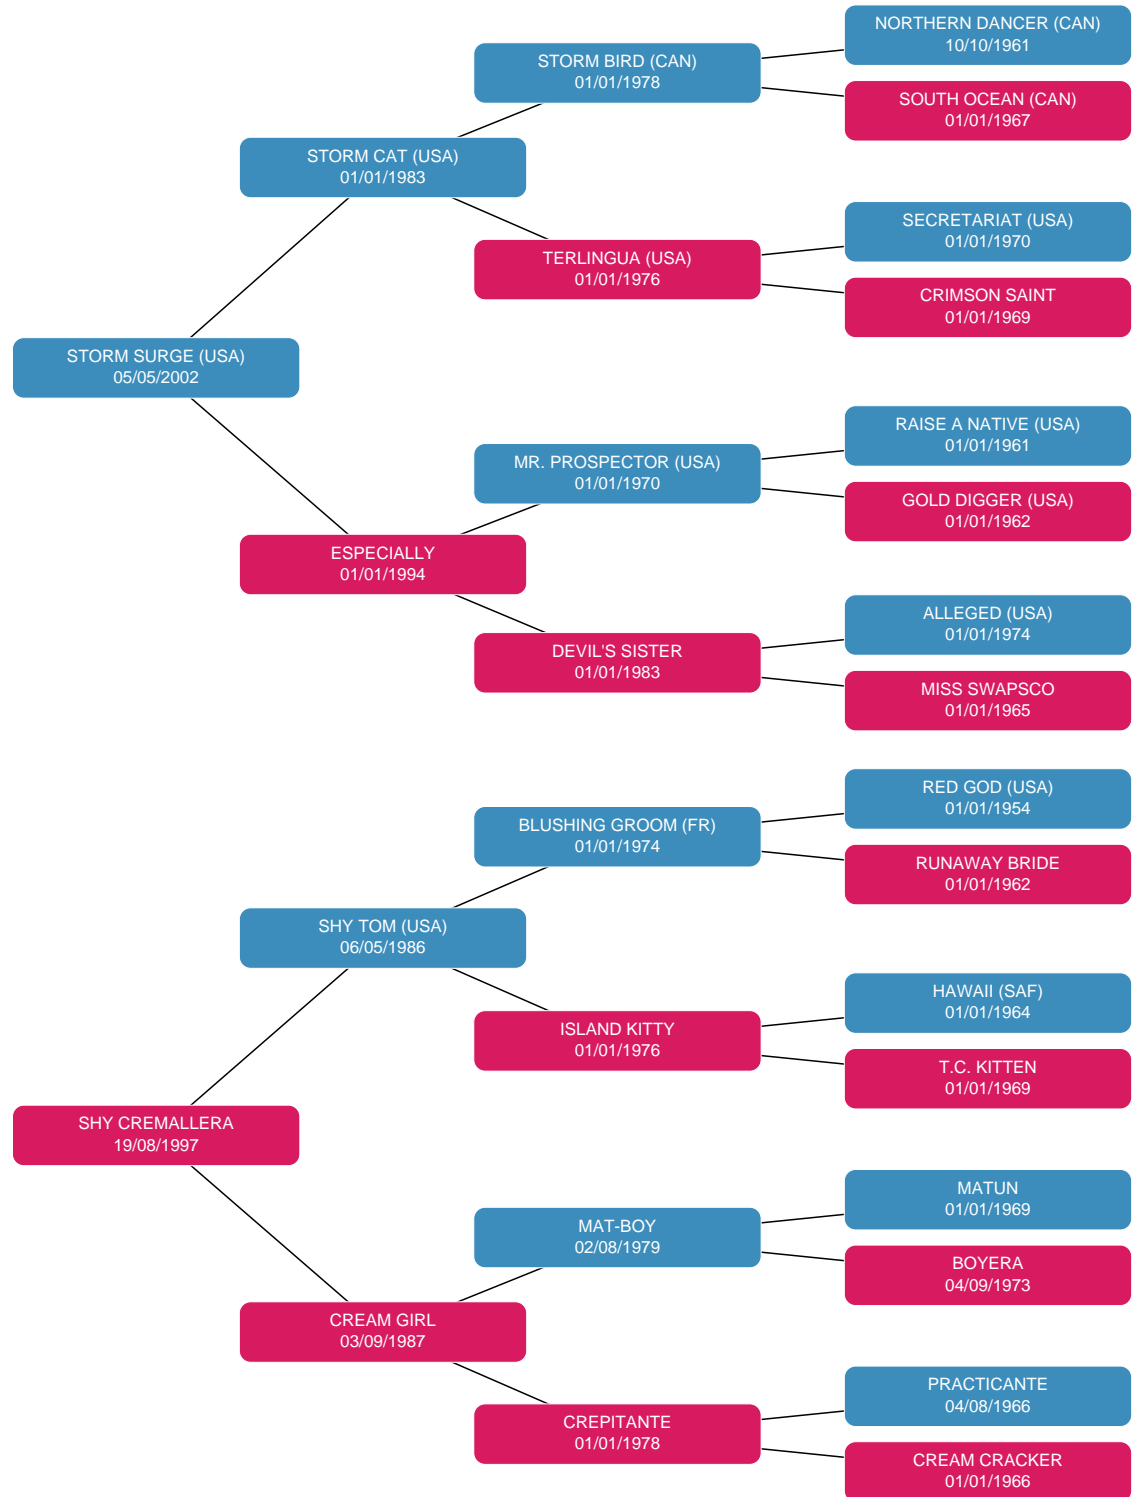 NORTHERN DANCER (CAN)
10/10/1961
STORM BIRD (CAN)
01/01/1978
SOUTH OCEAN (CAN)
01/01/1967
STORM CAT (USA)
01/01/1983
SECRETARIAT (USA)
01/01/1970
TERLINGUA (USA)
01/01/1976
CRIMSON SAINT
01/01/1969
STORM SURGE (USA)
05/05/2002
RAISE A NATIVE (USA)
01/01/1961
MR. PROSPECTOR (USA)
01/01/1970
GOLD DIGGER (USA)
01/01/1962
ESPECIALLY
01/01/1994
ALLEGED (USA)
01/01/1974
DEVIL'S SISTER
01/01/1983
MISS SWAPSCO
01/01/1965
RED GOD (USA)
01/01/1954
BLUSHING GROOM (FR)
01/01/1974
RUNAWAY BRIDE
01/01/1962
SHY TOM (USA)
06/05/1986
HAWAII (SAF)
01/01/1964
ISLAND KITTY
01/01/1976
T.C. KITTEN
01/01/1969
SHY CREMALLERA
19/08/1997
MATUN
01/01/1969
MAT-BOY
02/08/1979
BOYERA
04/09/1973
CREAM GIRL
03/09/1987
PRACTICANTE
04/08/1966
CREPITANTE
01/01/1978
CREAM CRACKER
01/01/1966